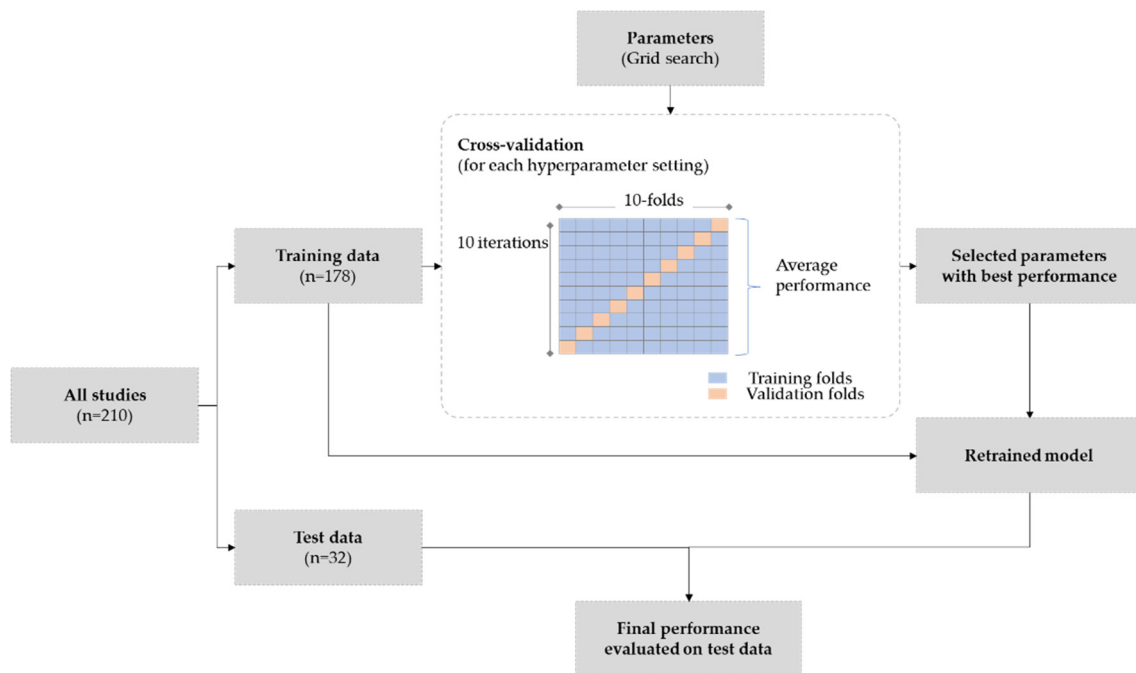 Parameters
(Grid search)
Cross-validation
(for each hyperparameter setting)
10-folds
10 iterations
Average
performance
Training folds
Validation folds
Training data
(n=178)
Selected parameters
with best performance
All studies
(n=210)
Retrained model
Test data
(n=32)
Final performance
evaluated on test data